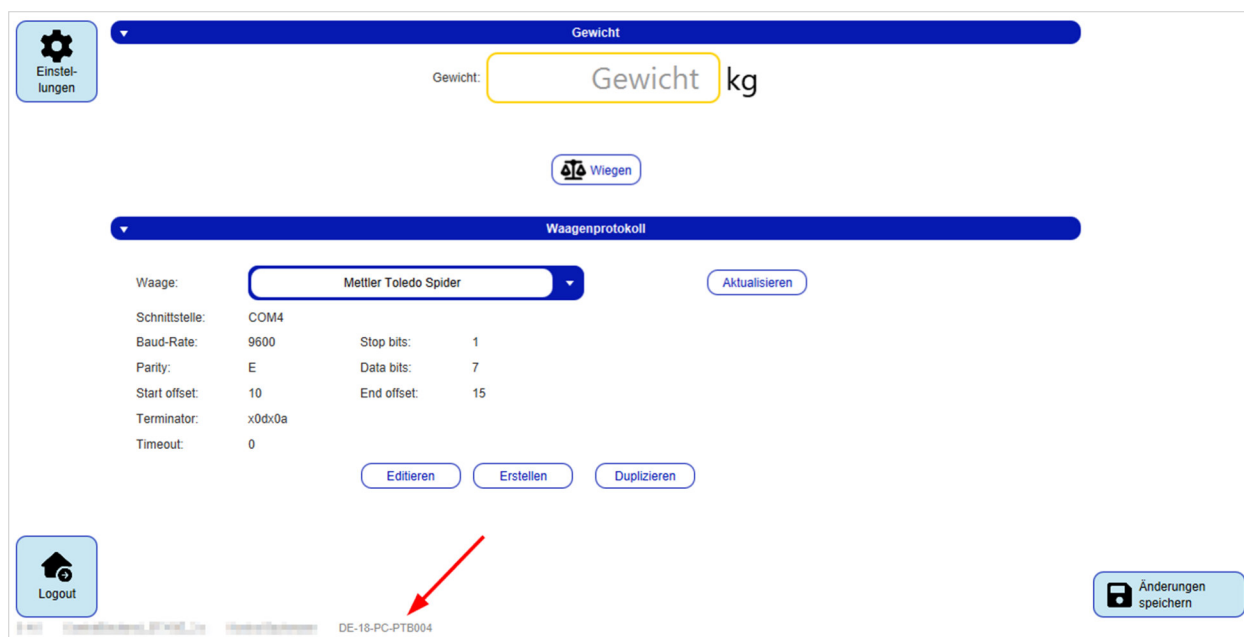 Einstel-
lungen
Gewicht
Gewicht: Gewicht kg
Wiegen
Waagenprotokoll
Waage: Mettler Toledo Spider Aktualisieren
Schnittstelle: COM4
Baud-Rate: 9600 Stop bits: 1
Parity: E Data bits: 7
Start offset: 10 End offset: 15
Terminator: x0dx0a
Timeout: 0
Editieren Erstellen Duplizieren
Logout
Änderungen
speichern
DE-18-PC-PTB004